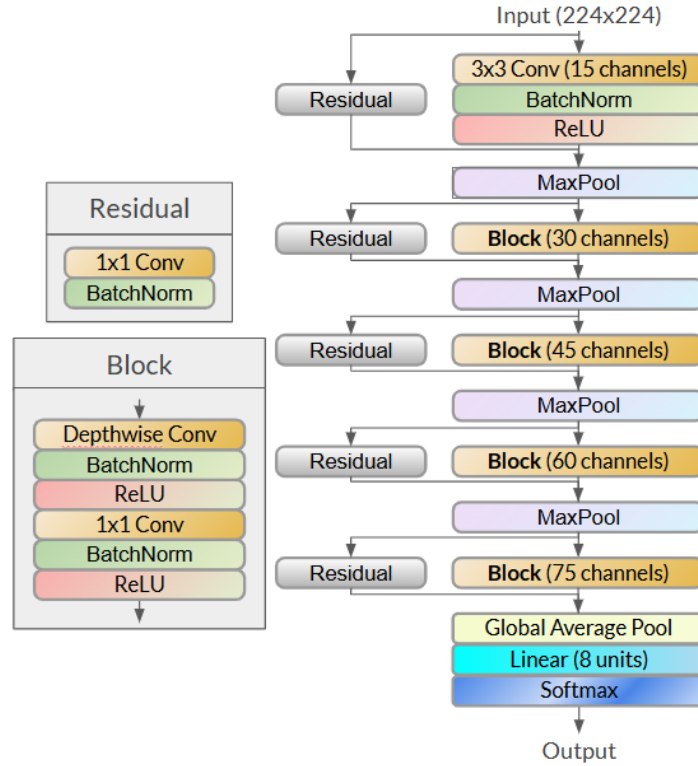 Input (224x224)
3x3 Conv (15 channels)
Residual
BatchNorm
ReLU
MaxPool
Residual
1x1 Conv
BatchNorm
Residual
Block (30 channels)
MaxPool
Residual
Block (45 channels)
Block
Depthwise Conv
BatchNorm
ReLU
1x1 Conv
BatchNorm
ReLU
MaxPool
Residual
Block (60 channels)
MaxPool
Residual
Block (75 channels)
Global Average Pool
Linear (8 units)
Softmax
Output